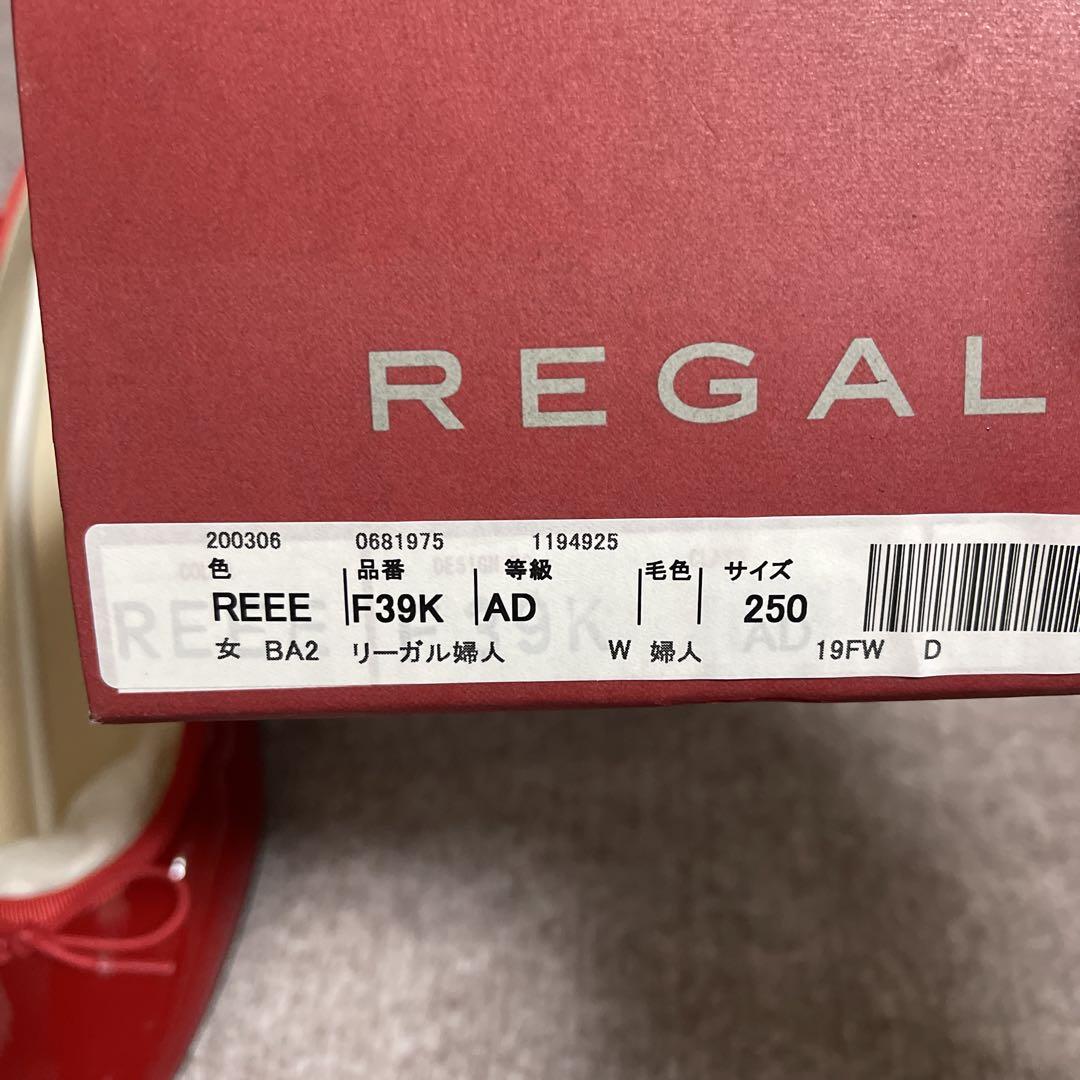 REGAL
200306 0681975 1194925
色 品番 等級 毛色 サイズ
REEE F39K AD 250
女 BA2 リーガル婦人 W 婦人 19FW D